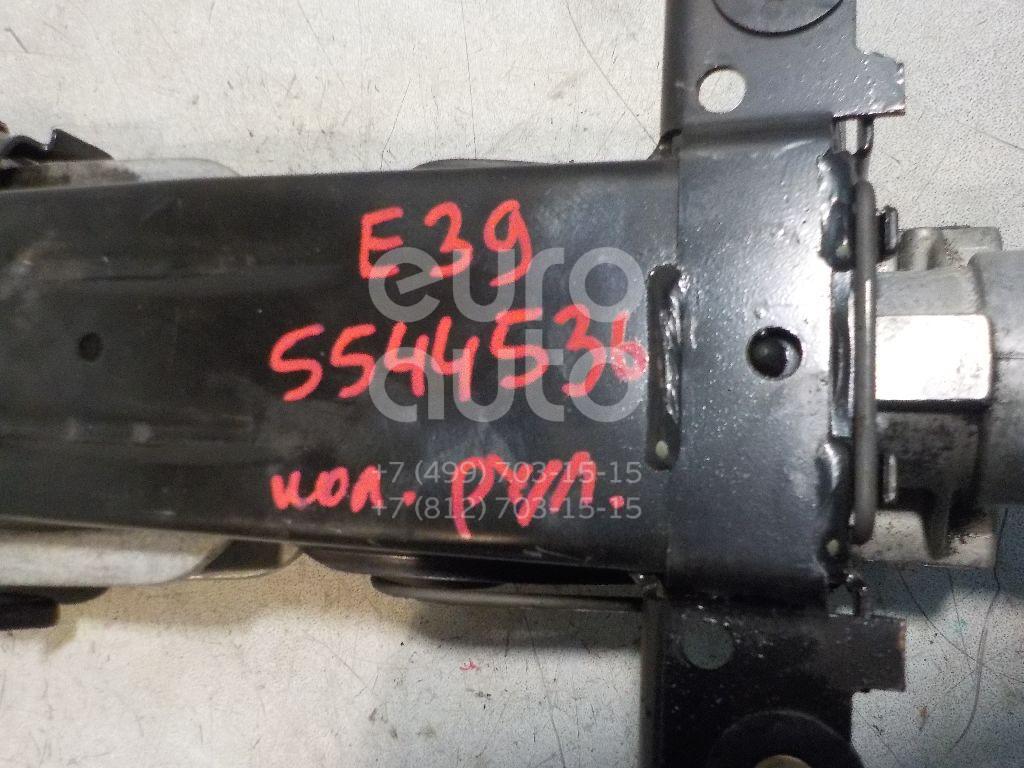 E39
5544536
кол. рул.
euro
auto
+7 (499) 703-15-15
+7 (812) 703-15-15